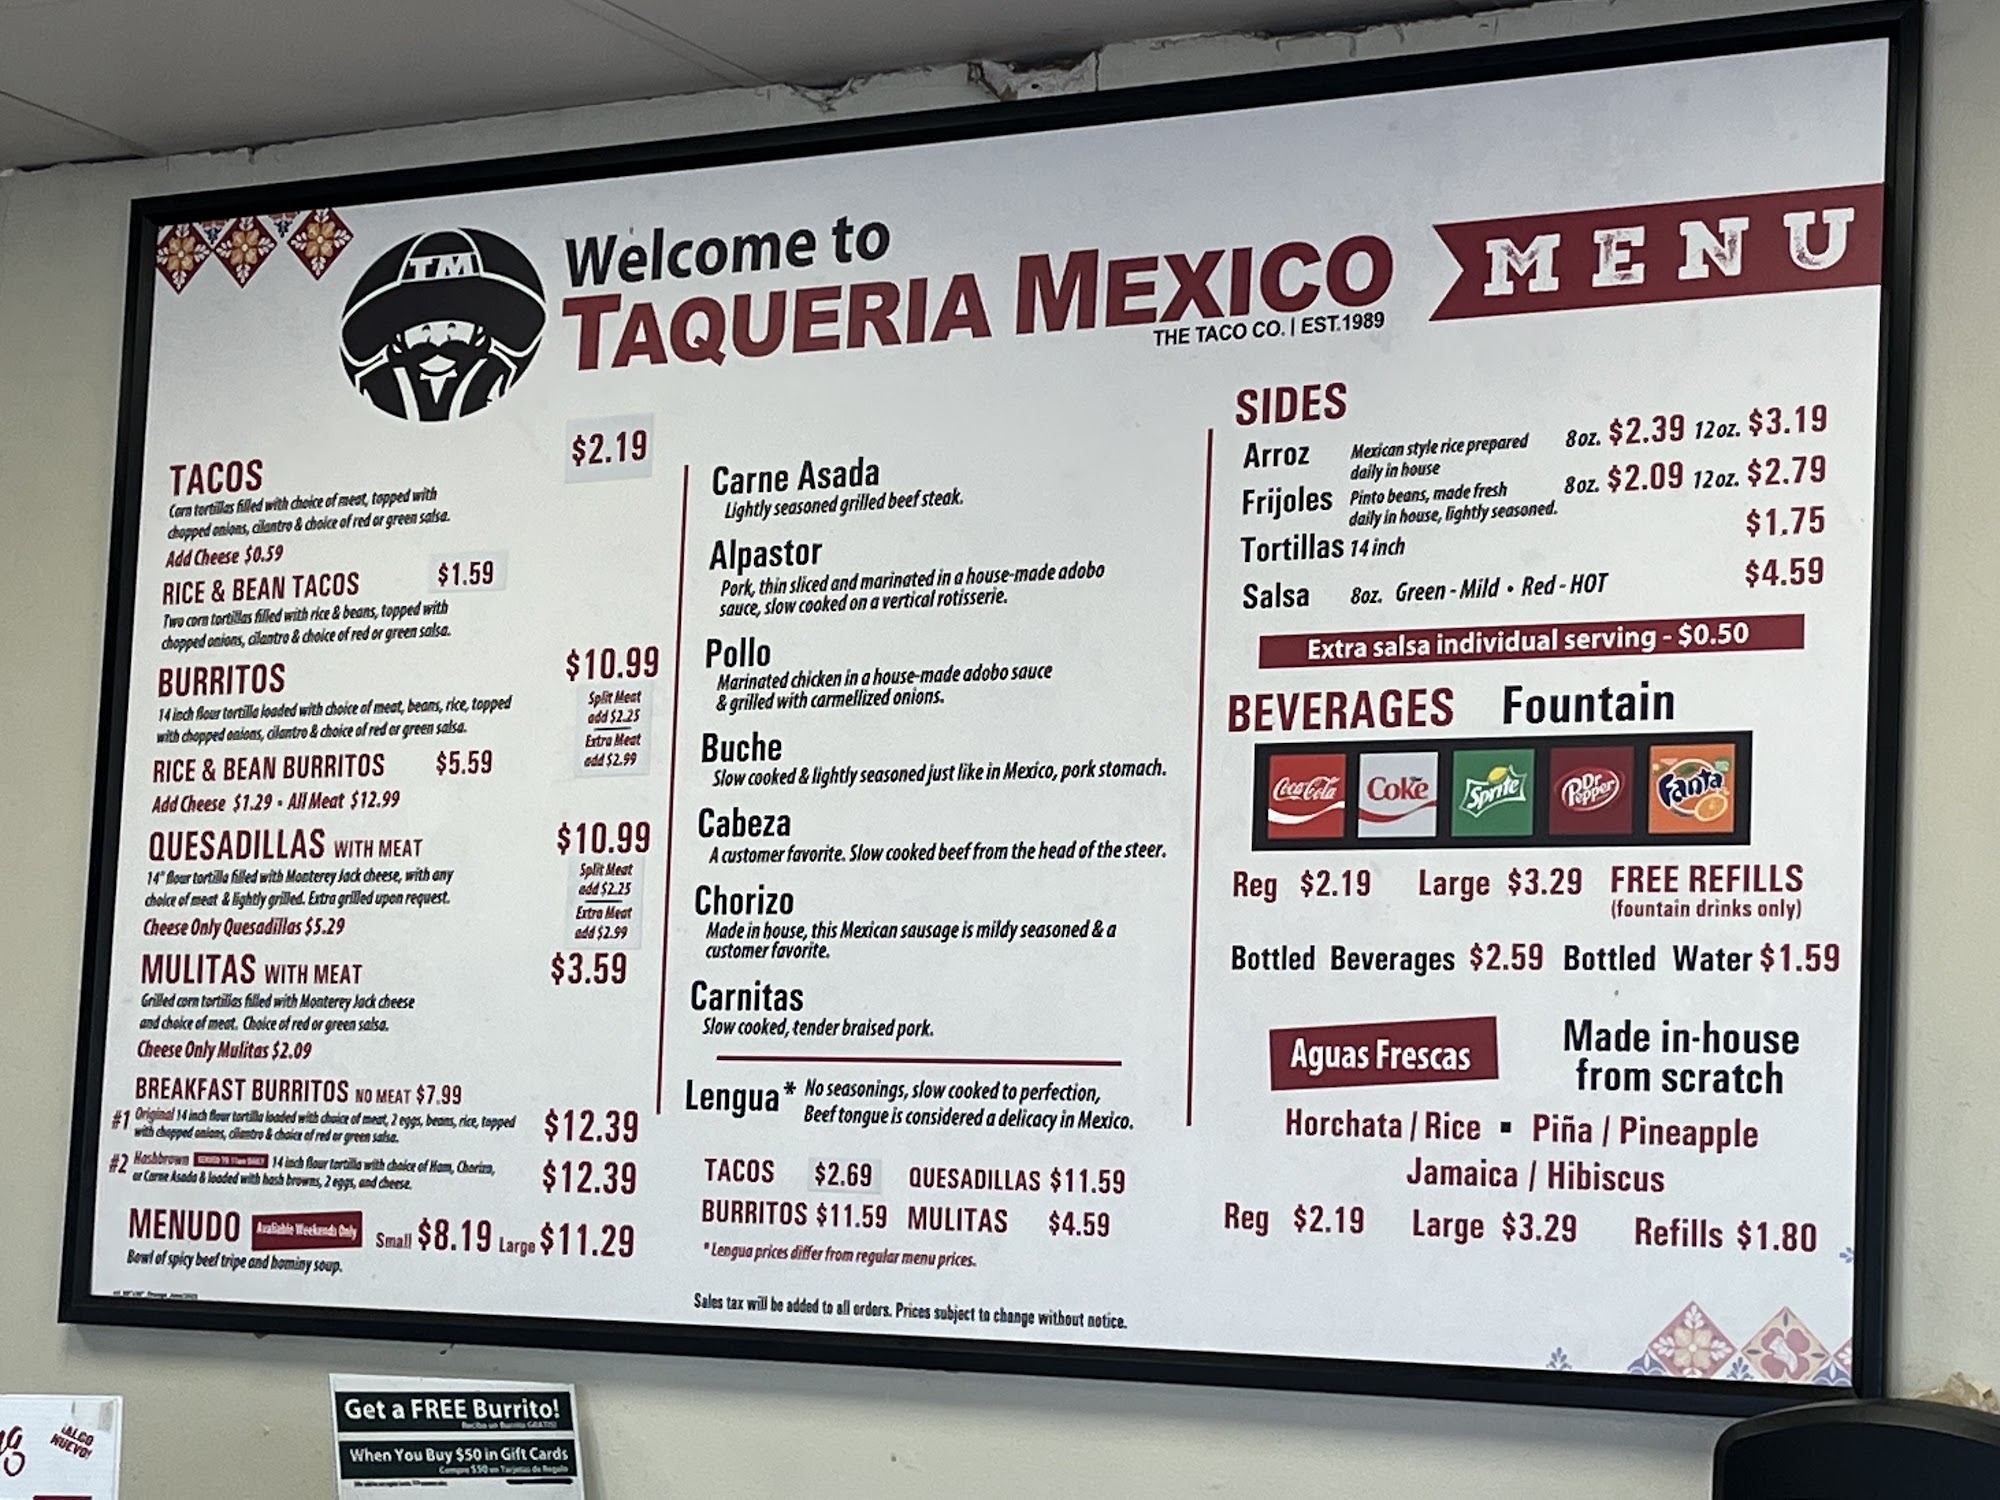 TM
Welcome to
TAQUERIA MEXICO
THE TACO CO. | EST.1989
MENU
TACOS $2.19
Corn tortillas filled with choice of meat, topped with
chopped onions, cilantro & choice of red or green salsa.
Add Cheese $0.59
RICE & BEAN TACOS $1.59
Two corn tortillas filled with rice & beans, topped with
chopped onions, cilantro & choice of red or green salsa.
BURRITOS $10.99
14 inch flour tortilla loaded with choice of meat, beans, rice, topped
with chopped onions, cilantro & choice of red or green salsa.
Split Meat
add $2.25
Extra Meat
add $2.99
RICE & BEAN BURRITOS $5.59
Add Cheese $1.29 • All Meat $12.99
QUESADILLAS WITH MEAT $10.99
14" flour tortilla filled with Monterey Jack cheese, with any
choice of meat & lightly grilled. Extra grilled upon request.
Cheese Only Quesadillas $5.29
Split Meat
add $2.25
Extra Meat
add $2.99
MULITAS WITH MEAT $3.59
Grilled corn tortillas filled with Monterey Jack cheese
and choice of meat. Choice of red or green salsa.
Cheese Only Mulitas $2.09
BREAKFAST BURRITOS NO MEAT $7.99
#1 Original 14 inch flour tortilla loaded with choice of meat, 2 eggs, beans, rice, topped
with chopped onions, cilantro & choice of red or green salsa. $12.39
#2 Hashbrown SERVED TO 11am DAILY 14 inch flour tortilla with choice of Ham, Chorizo,
or Carne Asada & loaded with hash browns, 2 eggs, and cheese. $12.39
MENUDO Available Weekends Only Small $8.19 Large $11.29
Bowl of spicy beef tripe and hominy soup.
Carne Asada
Lightly seasoned grilled beef steak.
Alpastor
Pork, thin sliced and marinated in a house-made adobo
sauce, slow cooked on a vertical rotisserie.
Pollo
Marinated chicken in a house-made adobo sauce
& grilled with carmellized onions.
Buche
Slow cooked & lightly seasoned just like in Mexico, pork stomach.
Cabeza
A customer favorite. Slow cooked beef from the head of the steer.
Chorizo
Made in house, this Mexican sausage is mildy seasoned & a
customer favorite.
Carnitas
Slow cooked, tender braised pork.
Lengua* No seasonings, slow cooked to perfection,
Beef tongue is considered a delicacy in Mexico.
TACOS $2.69 QUESADILLAS $11.59
BURRITOS $11.59 MULITAS $4.59
*Lengua prices differ from regular menu prices.
Sales tax will be added to all orders. Prices subject to change without notice.
SIDES
Arroz Mexican style rice prepared
daily in house 8oz. $2.39 12oz. $3.19
Frijoles Pinto beans, made fresh
daily in house, lightly seasoned. 8oz. $2.09 12oz. $2.79
Tortillas 14 inch $1.75
Salsa 8oz. Green - Mild • Red - HOT $4.59
Extra salsa individual serving - $0.50
BEVERAGES Fountain
Coca-Cola Coke Sprite Dr Pepper Fanta
Reg $2.19 Large $3.29 FREE REFILLS
(fountain drinks only)
Bottled Beverages $2.59 Bottled Water $1.59
Aguas Frescas
Made in-house
from scratch
Horchata / Rice ▪ Piña / Pineapple
Jamaica / Hibiscus
Reg $2.19 Large $3.29 Refills $1.80
¡ALGO
NUEVO!
Get a FREE Burrito!
Reciba un Burrito GRATIS!
When You Buy $50 in Gift Cards
Compre $50 en Tarjetas de Regalo